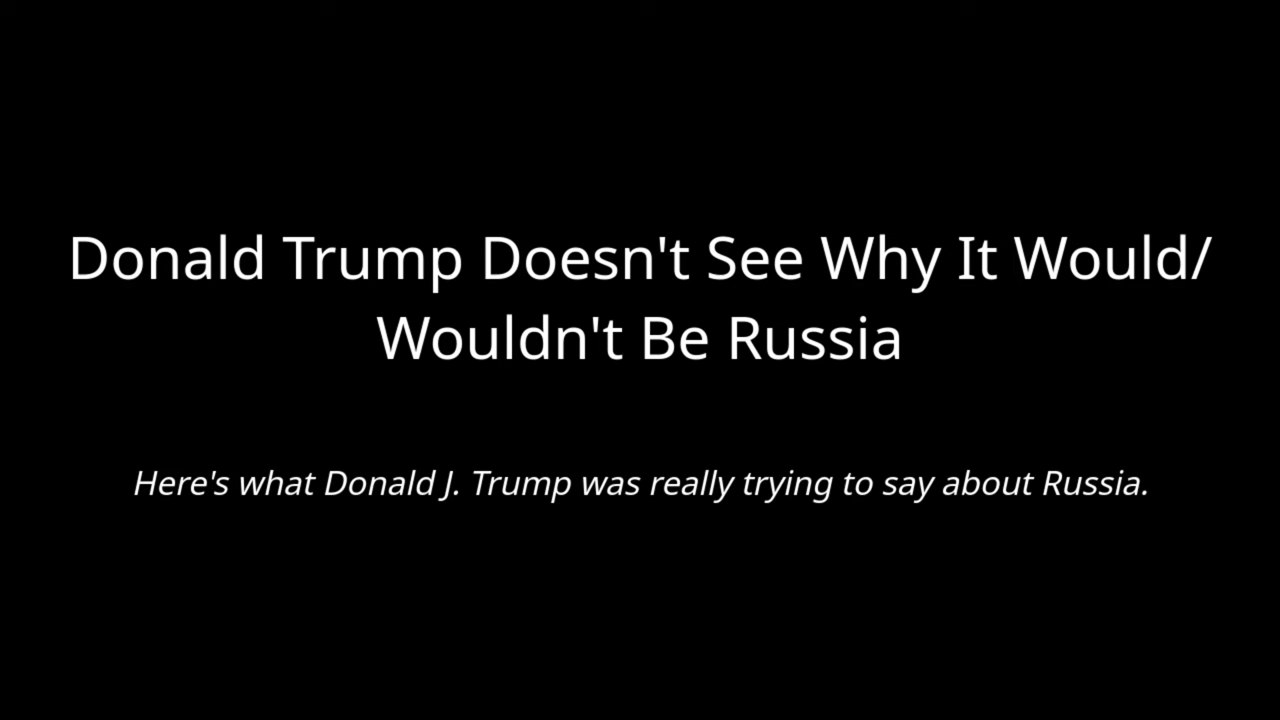 Donald Trump Doesn't See Why It Would/
Wouldn't Be Russia
Here's what Donald J. Trump was really trying to say about Russia.